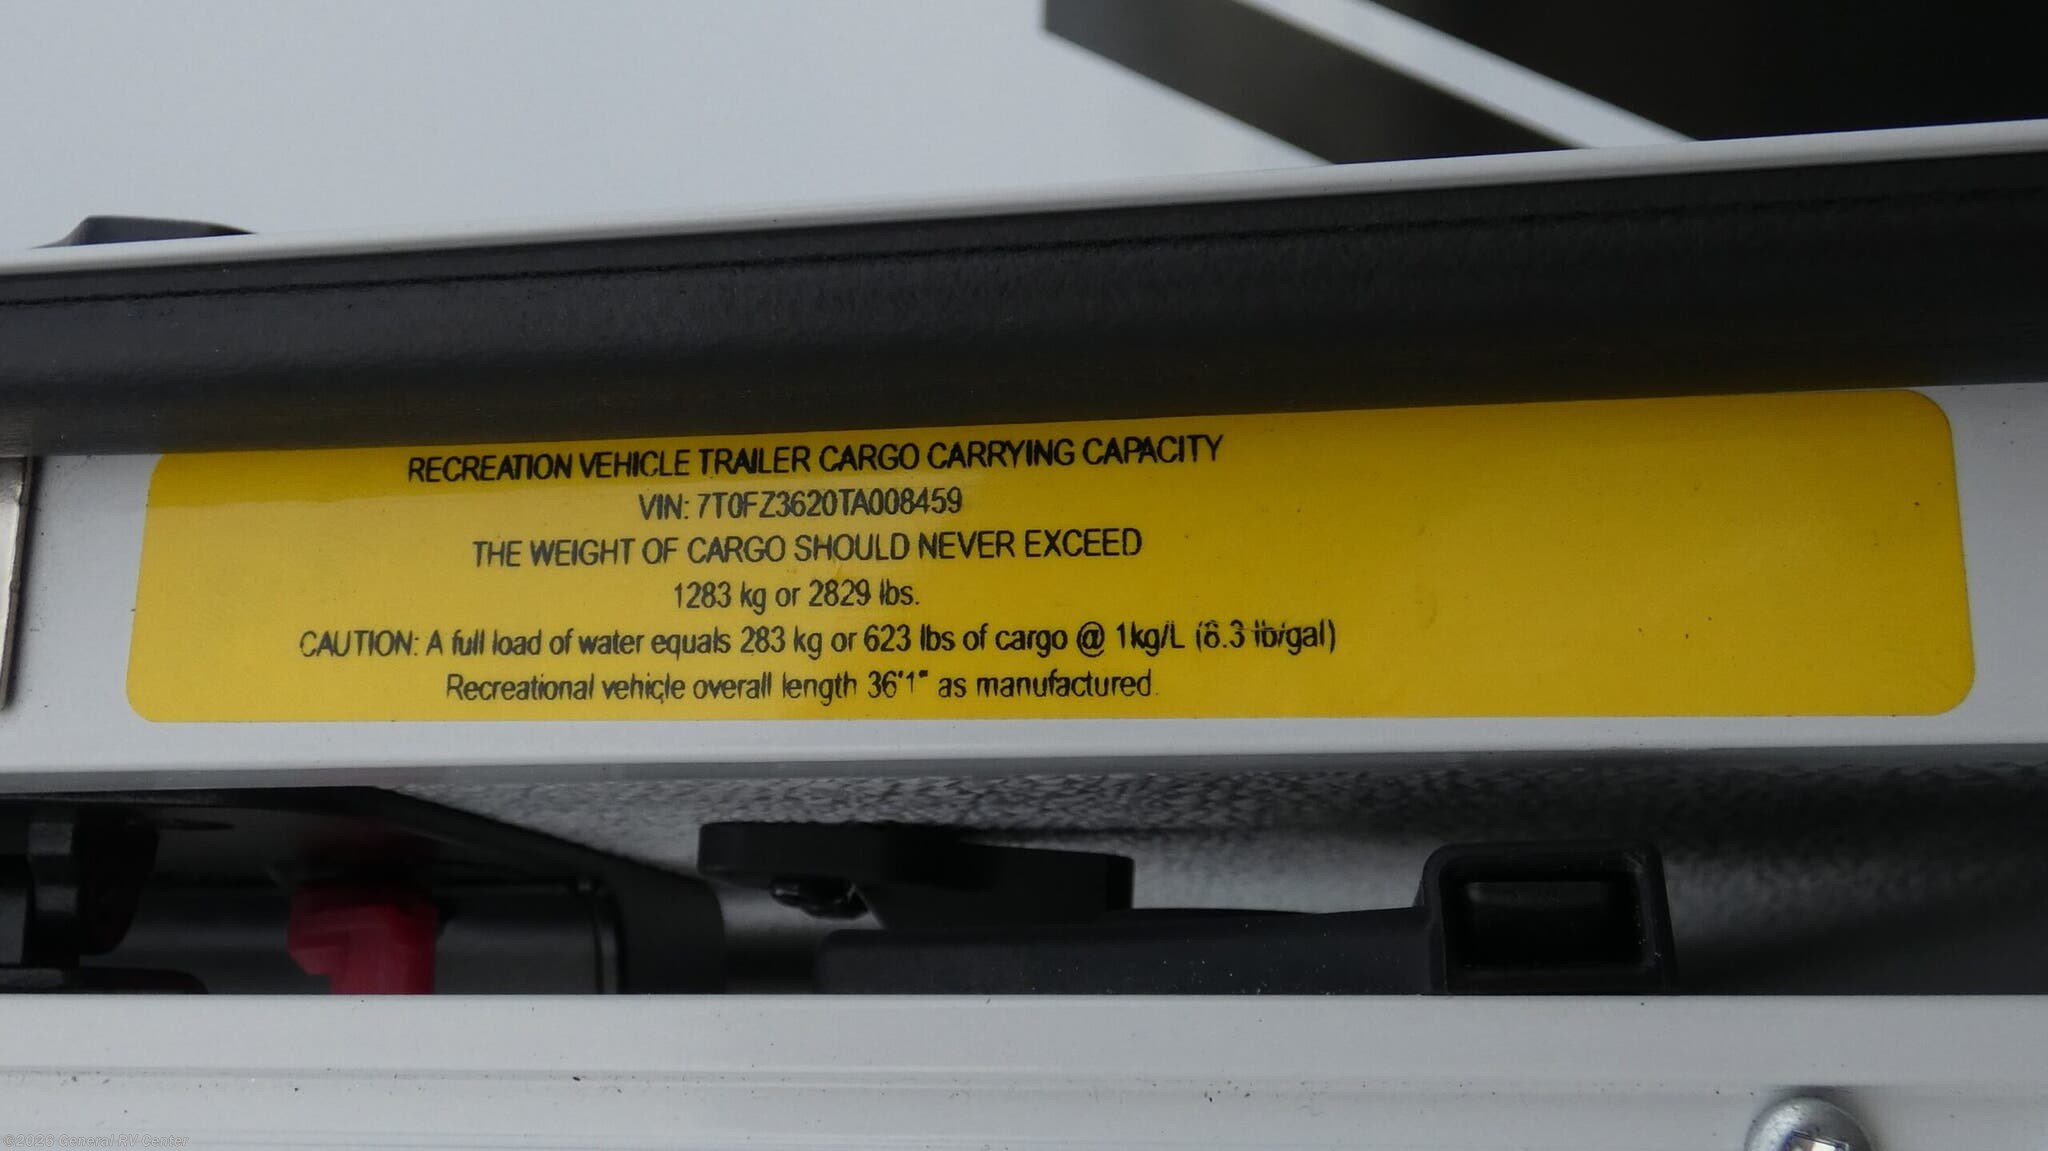 RECREATION VEHICLE TRAILER CARGO CARRYING CAPACITY
VIN: 7T0FZ3620TA008459
THE WEIGHT OF CARGO SHOULD NEVER EXCEED
1283 kg or 2829 lbs.
CAUTION: A full load of water equals 283 kg or 623 lbs of cargo @ 1kg/L (8.3 lb/gal)
Recreational vehicle overall length 36'1" as manufactured.
©2026 General RV Center